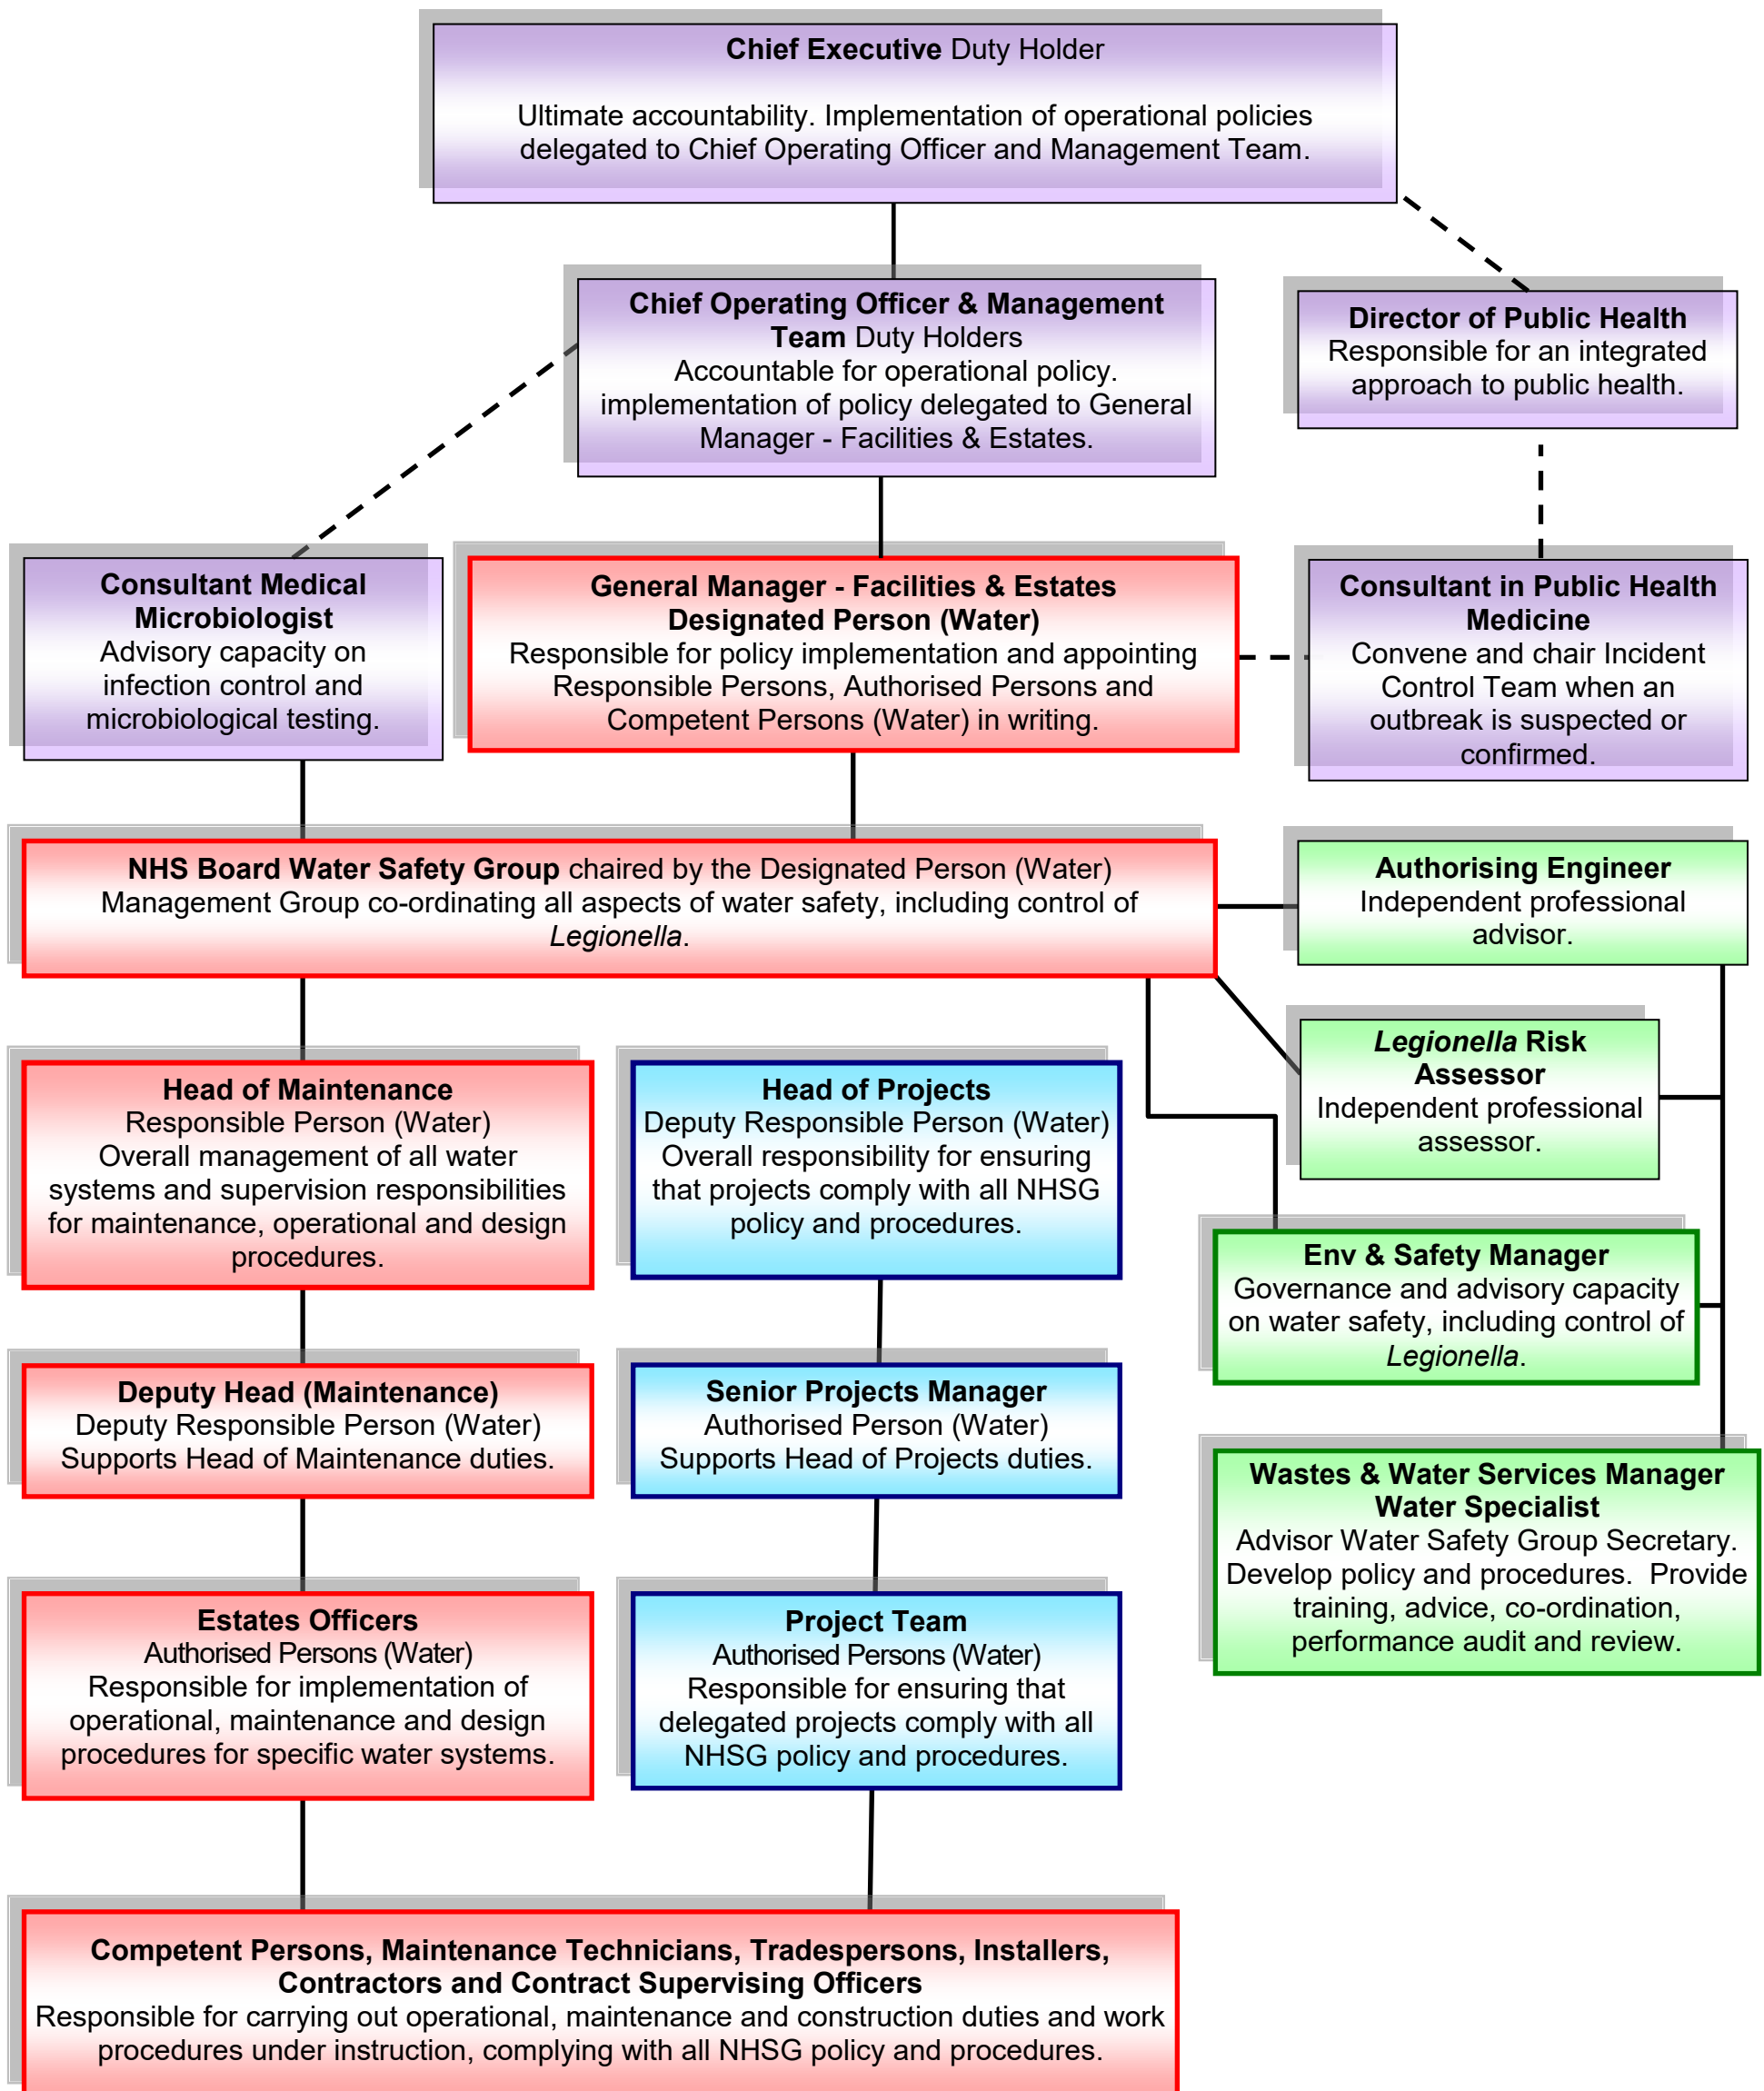 Chief Executive Duty Holder
Ultimate accountability. Implementation of operational policies
delegated to Chief Operating Officer and Management Team.
Chief Operating Officer & Management
Team Duty Holders
Accountable for operational policy.
implementation of policy delegated to General
Manager - Facilities & Estates.
Director of Public Health
Responsible for an integrated
approach to public health.
Consultant Medical
Microbiologist
Advisory capacity on
infection control and
microbiological testing.
General Manager - Facilities & Estates
Designated Person (Water)
Responsible for policy implementation and appointing
Responsible Persons, Authorised Persons and
Competent Persons (Water) in writing.
Consultant in Public Health
Medicine
Convene and chair Incident
Control Team when an
outbreak is suspected or
confirmed.
NHS Board Water Safety Group chaired by the Designated Person (Water)
Management Group co-ordinating all aspects of water safety, including control of
Legionella.
Authorising Engineer
Independent professional
advisor.
Legionella Risk
Assessor
Independent professional
assessor.
Head of Maintenance
Responsible Person (Water)
Overall management of all water
systems and supervision responsibilities
for maintenance, operational and design
procedures.
Head of Projects
Deputy Responsible Person (Water)
Overall responsibility for ensuring
that projects comply with all NHSG
policy and procedures.
Env & Safety Manager
Governance and advisory capacity
on water safety, including control of
Legionella.
Deputy Head (Maintenance)
Deputy Responsible Person (Water)
Supports Head of Maintenance duties.
Senior Projects Manager
Authorised Person (Water)
Supports Head of Projects duties.
Wastes & Water Services Manager
Water Specialist
Advisor Water Safety Group Secretary.
Develop policy and procedures.  Provide
training, advice, co-ordination,
performance audit and review.
Estates Officers
Authorised Persons (Water)
Responsible for implementation of
operational, maintenance and design
procedures for specific water systems.
Project Team
Authorised Persons (Water)
Responsible for ensuring that
delegated projects comply with all
NHSG policy and procedures.
Competent Persons, Maintenance Technicians, Tradespersons, Installers,
Contractors and Contract Supervising Officers
Responsible for carrying out operational, maintenance and construction duties and work
procedures under instruction, complying with all NHSG policy and procedures.